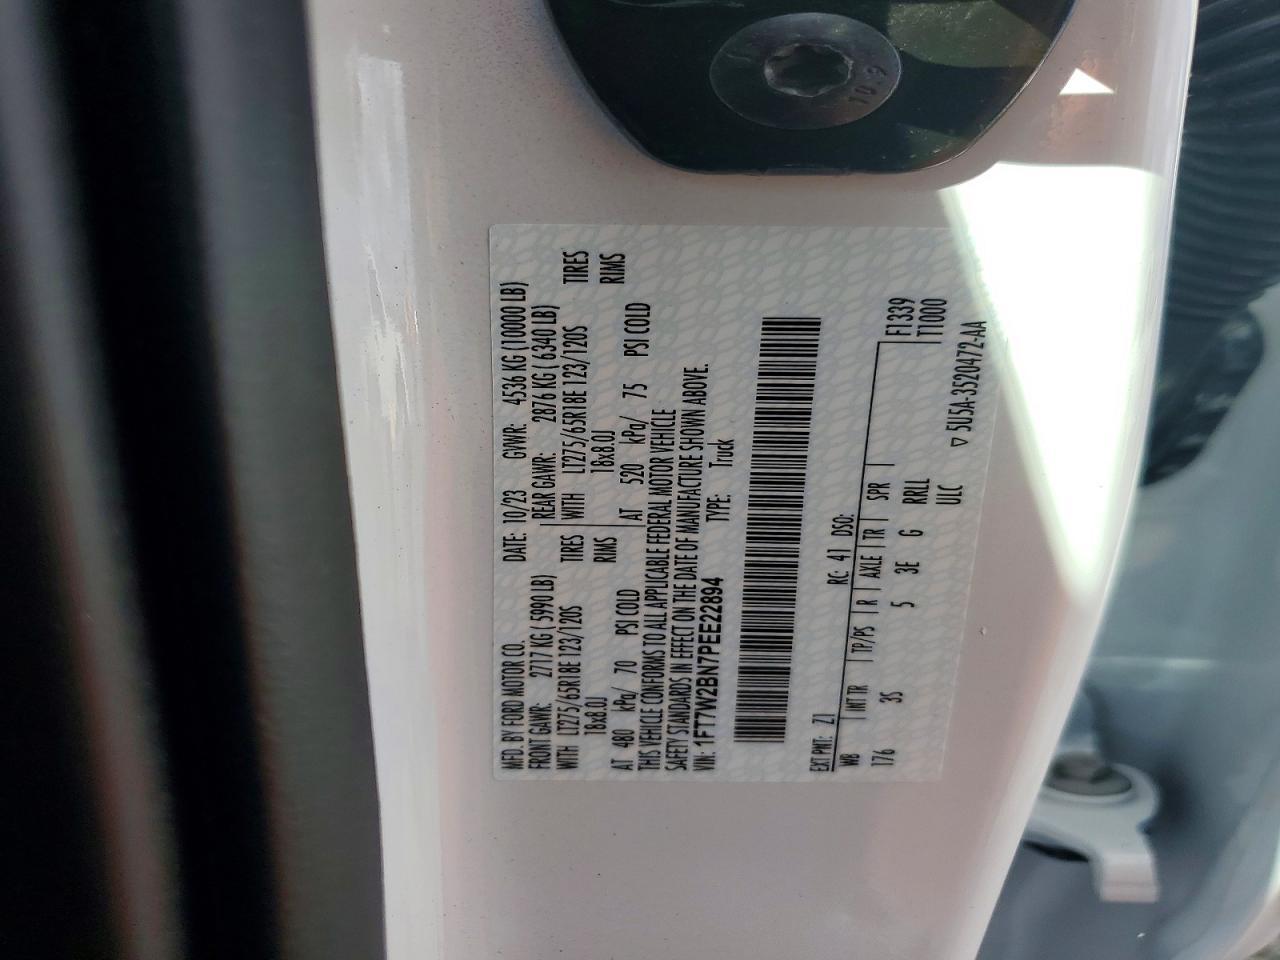 MFD. BY FORD MOTOR CO.
DATE: 10/23 GVWR: 4536 KG (10000 LB)
FRONT GAWR: 2717 KG ( 5990 LB)
REAR GAWR: 2876 KG ( 6340 LB)
WITH LT275/65R18E 123/120S TIRES
WITH LT275/65R18E 123/120S TIRES
18x8.0J RIMS
18x8.0J RIMS
AT 480 kPa/ 70 PSI COLD
AT 520 kPa/ 75 PSI COLD
THIS VEHICLE CONFORMS TO ALL APPLICABLE FEDERAL MOTOR VEHICLE
SAFETY STANDARDS IN EFFECT ON THE DATE OF MANUFACTURE SHOWN ABOVE.
VIN: 1FT7W2BN7PEE22894 TYPE: Truck
EXT PNT: Z1 RC: 41 DSO:
WB INT TR TP/PS R AXLE TR SPR F1339
176 3S 5 3E G RRLL T1000
ULC
▽ 5U5A-3520472-AA
10.9